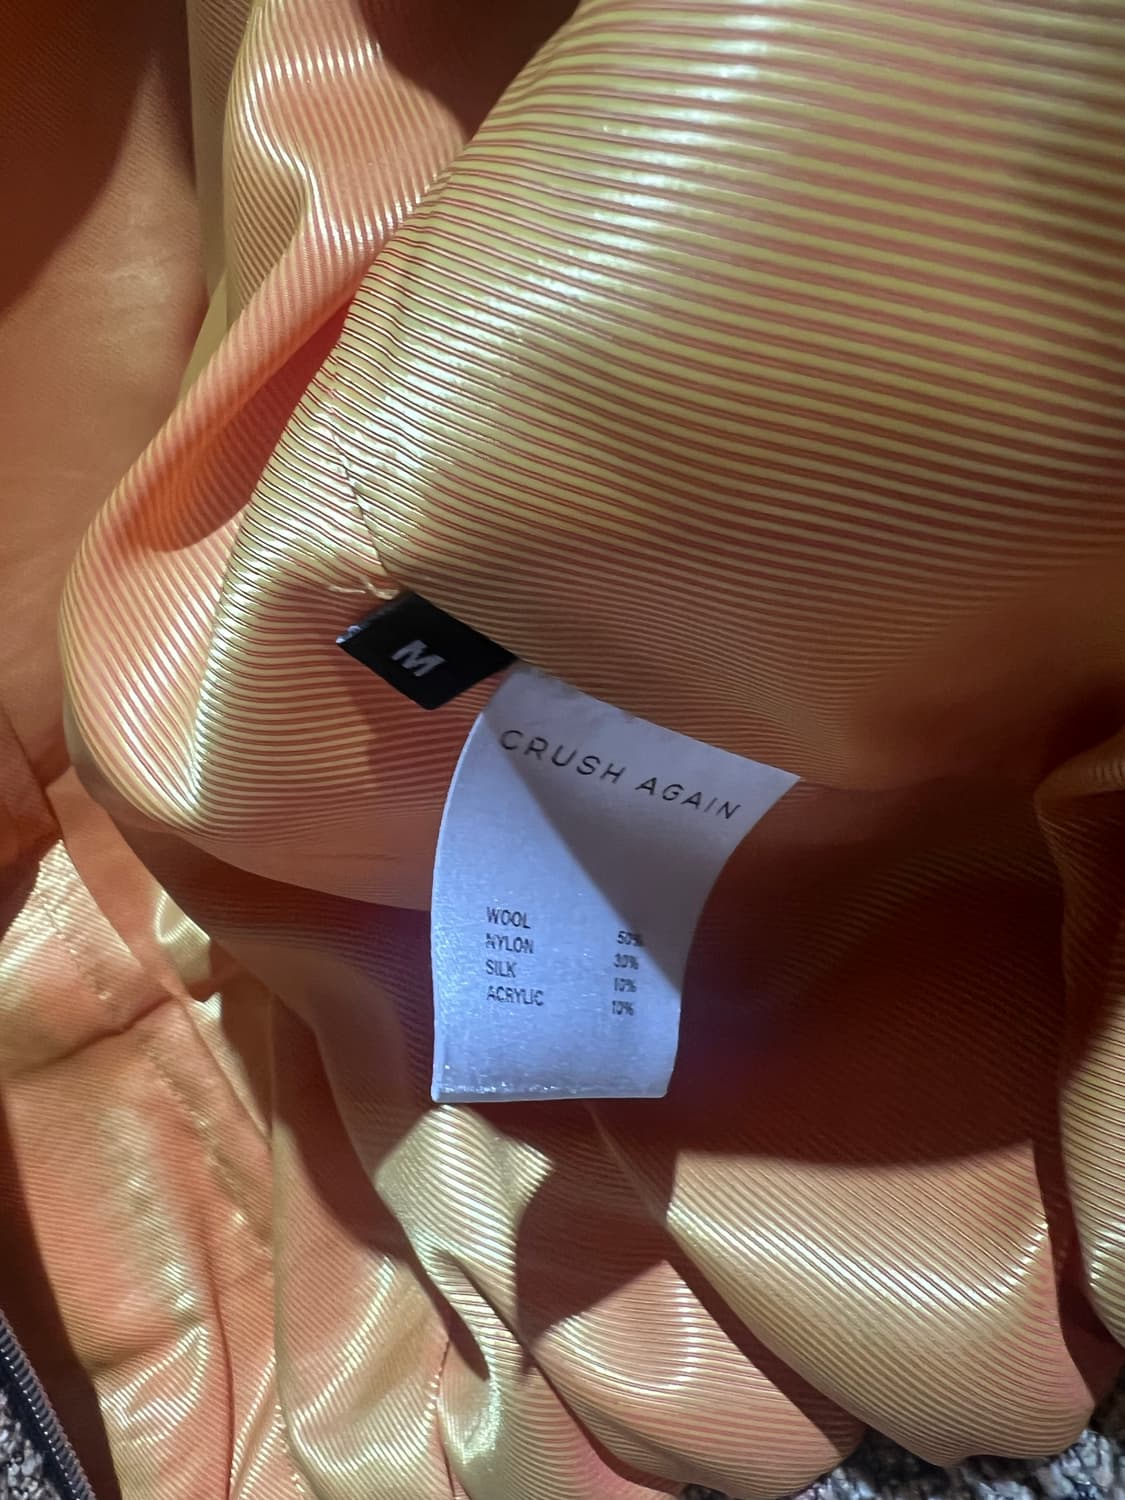 M
CRUSH AGAIN
WOOL 50%
NYLON 30%
SILK 10%
ACRYLIC 10%